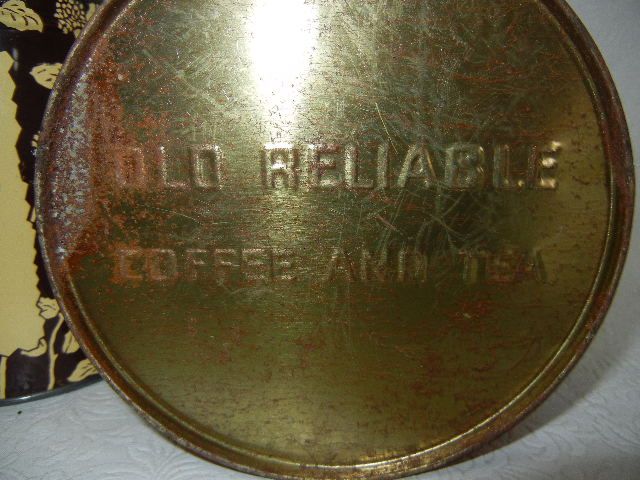 OLD RELIABLE
COFFEE AND TEA